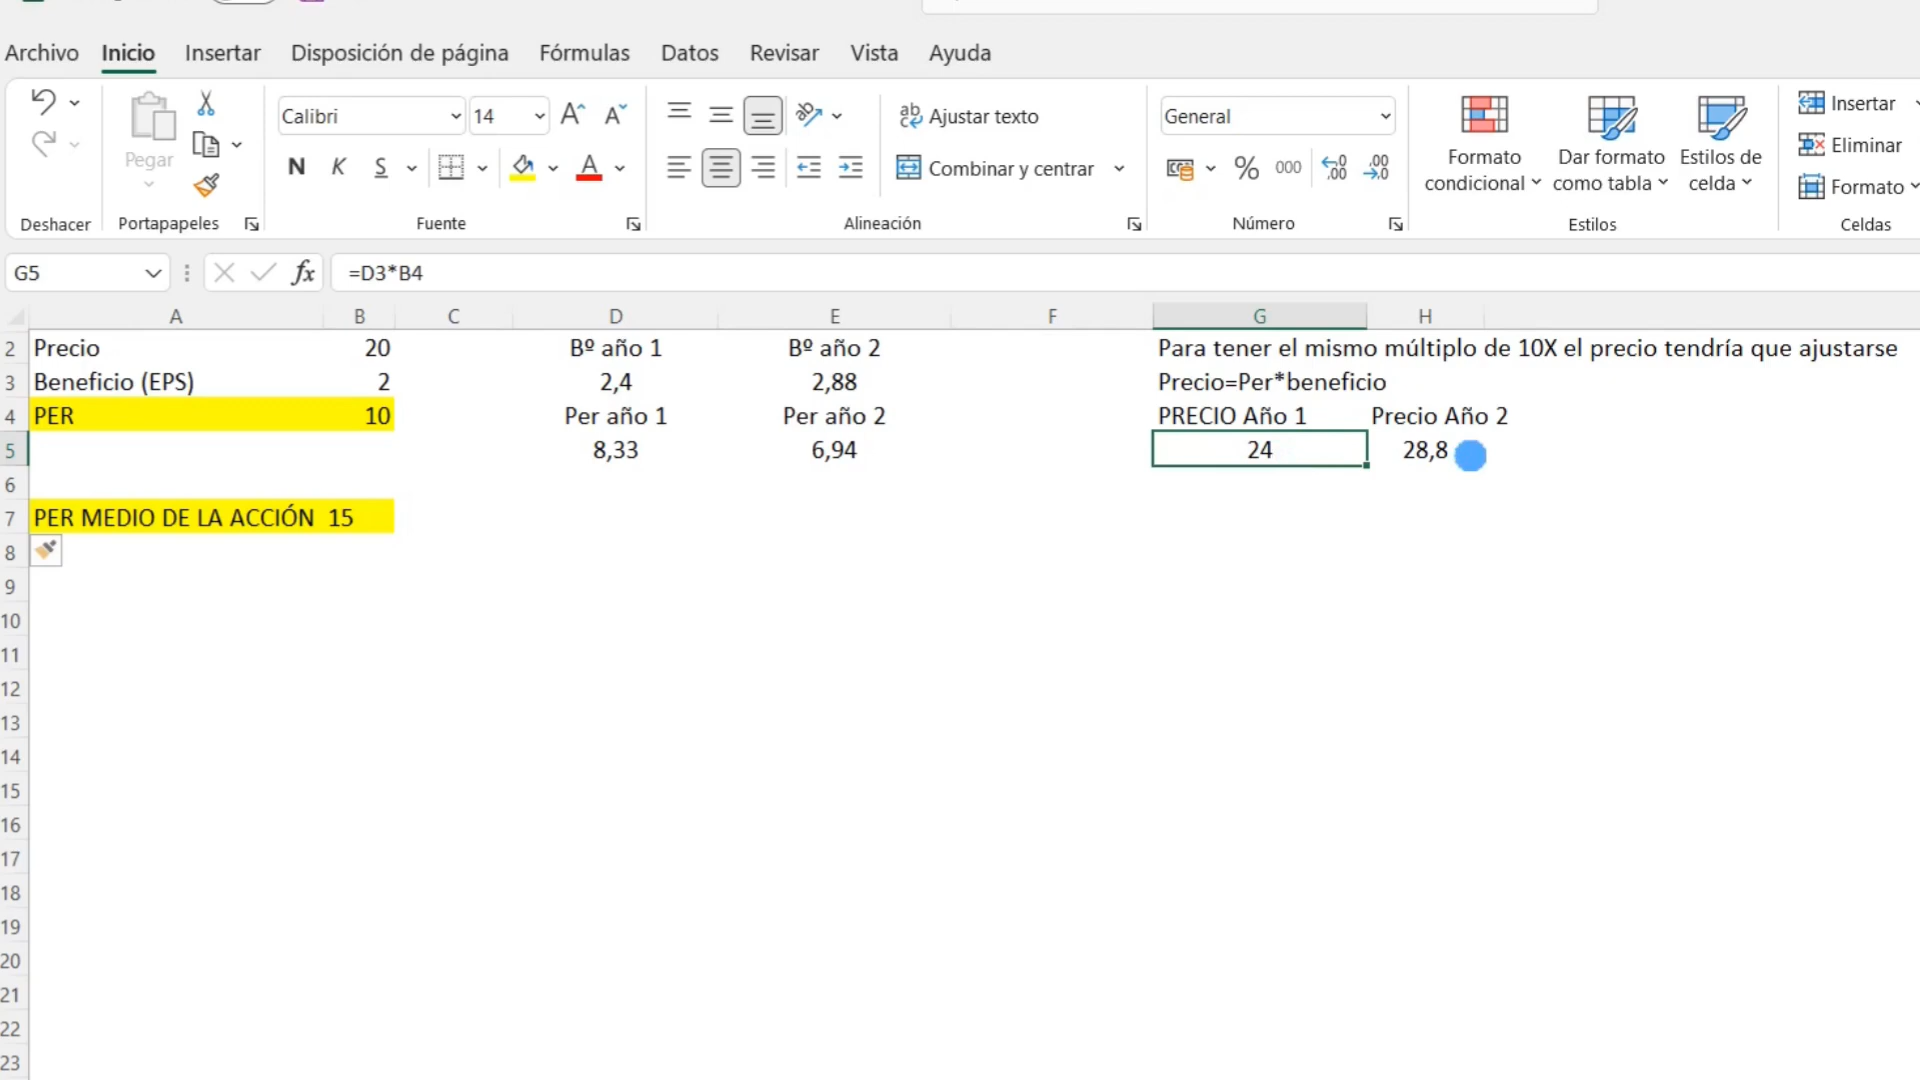 Archivo Inicio Insertar Disposición de página Fórmulas Datos Revisar Vista Ayuda
Pegar
Calibri 14
N K S
A A A
ab Ajustar texto
Combinar y centrar
General
% 000
Formato condicional
Dar formato como tabla
Estilos de celda
Insertar
Eliminar
Formato
Deshacer Portapapeles Fuente Alineación Número Estilos Celdas
G5 fx =D3*B4
A B C D E F G H
2 Precio 20 Bº año 1 Bº año 2 Para tener el mismo múltiplo de 10X el precio tendría que ajustarse
3 Beneficio (EPS) 2 2,4 2,88 Precio=Per*beneficio
4 PER 10 Per año 1 Per año 2 PRECIO Año 1 Precio Año 2
5 8,33 6,94 24 28,8
6
7 PER MEDIO DE LA ACCIÓN 15
8
9
10
11
12
13
14
15
16
17
18
19
20
21
22
23